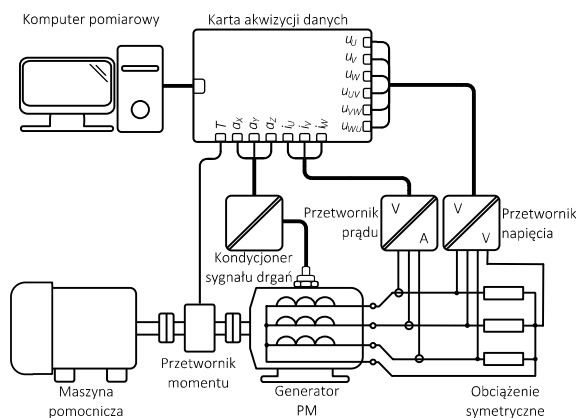 Komputer pomiarowy
Karta akwizycji danych
u_U
u_V
u_W
u_UV
u_VW
u_WU
T
a_X
a_Y
a_Z
i_U
i_V
i_W
V
A
Przetwornik
prądu
V
V
Przetwornik
napięcia
Kondycjoner
sygnału drgań
Maszyna
pomocnicza
Przetwornik
momentu
Generator
PM
Obciążenie
symetryczne